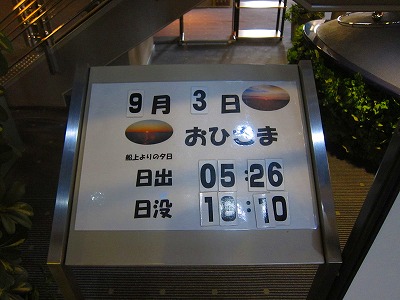 9月 3日
おひさま
船上よりの夕日
日出 05:26
日没 18:10